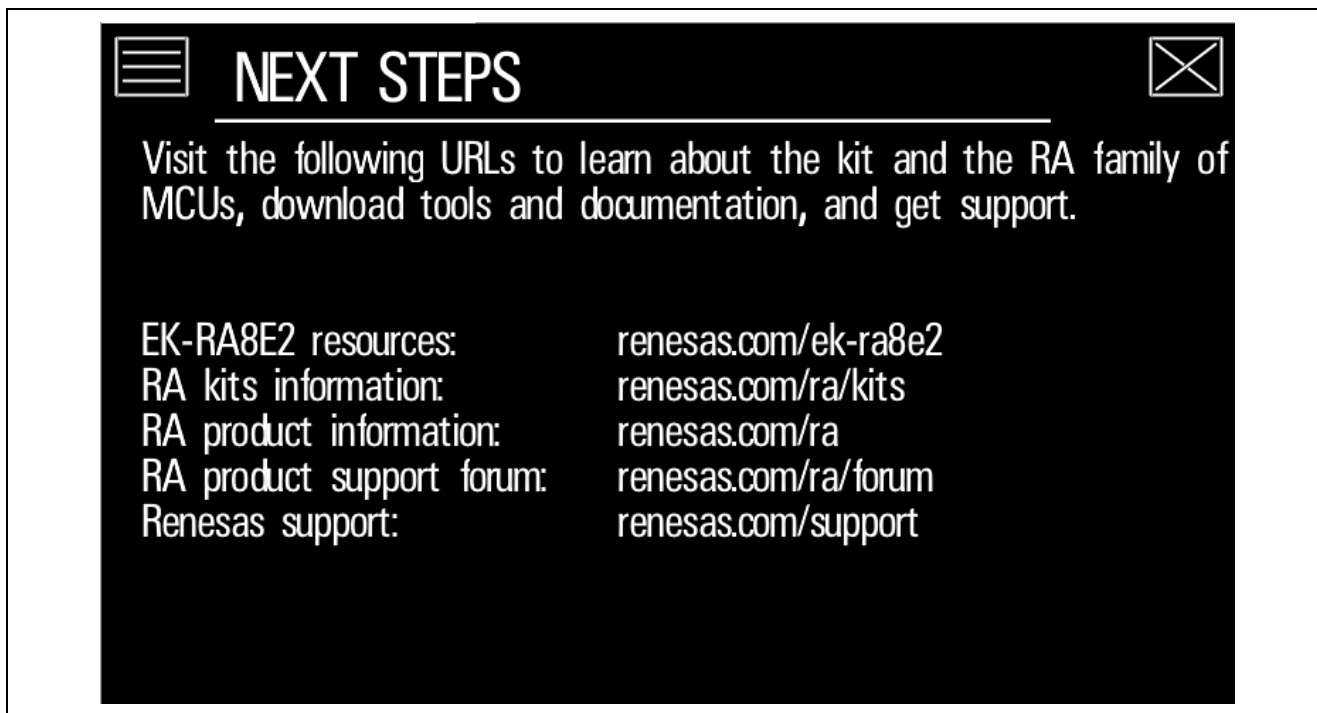 NEXT STEPS
Visit the following URLs to learn about the kit and the RA family of
MCUs, download tools and documentation, and get support.
EK-RA8E2 resources: renesas.com/ek-ra8e2
RA kits information: renesas.com/ra/kits
RA product information: renesas.com/ra
RA product support forum: renesas.com/ra/forum
Renesas support: renesas.com/support